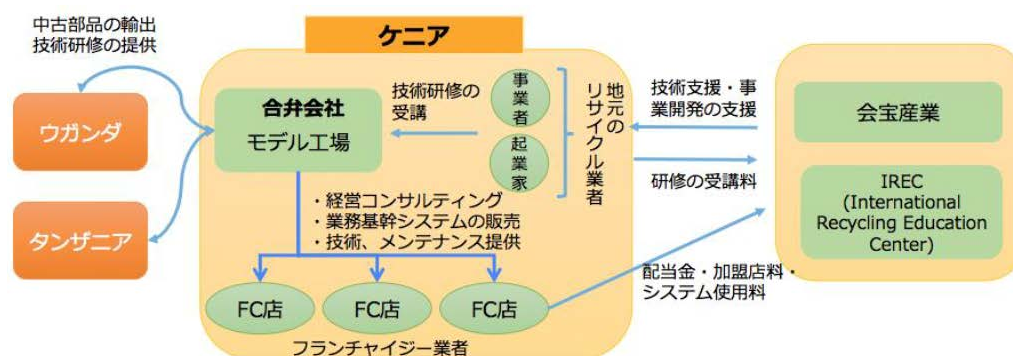 中古部品の輸出
技術研修の提供
ウガンダ
タンザニア
ケニア
合弁会社
モデル工場
技術研修の
受講
事業者
起業家
地元の
リサイクル業者
・経営コンサルティング
・業務基幹システムの販売
・技術、メンテナンス提供
FC店
FC店
FC店
フランチャイジー業者
技術支援・事
業開発の支援
研修の受講料
配当金・加盟店料・
システム使用料
会宝産業
IREC
(International
Recycling Education
Center)